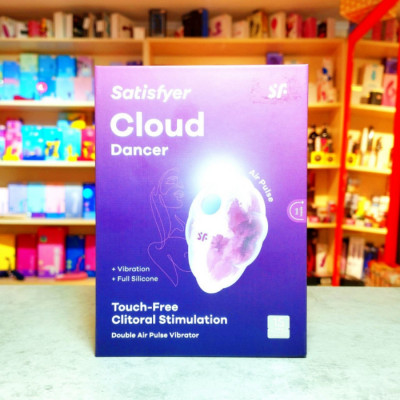 Satisfyer
SF
Cloud
Dancer
Air Pulse
SF
+ Vibration
+ Full Silicone
Touch-Free
Clitoral Stimulation
Double Air Pulse Vibrator